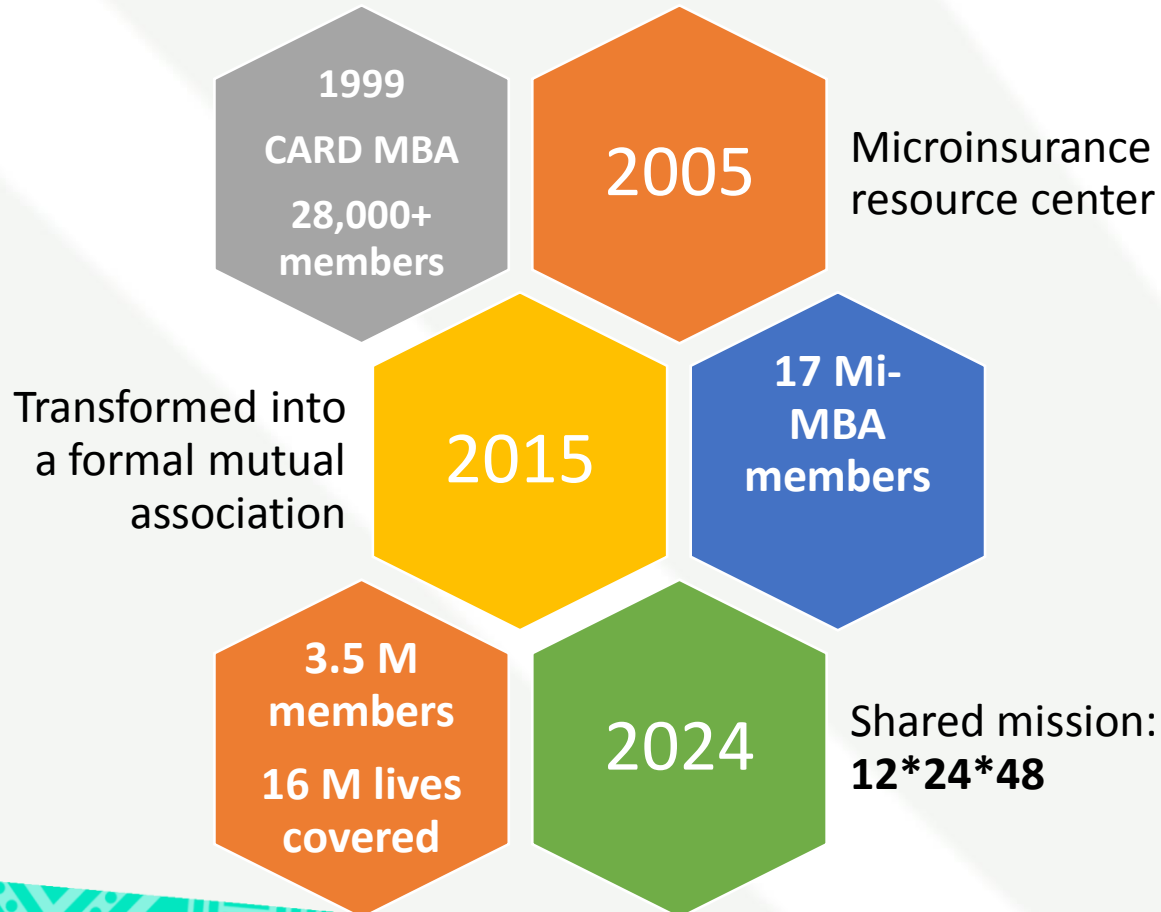 1999
CARD MBA
28,000+
members
2005
Microinsurance
resource center
Transformed into
a formal mutual
association
2015
17 Mi-
MBA
members
3.5 M
members
16 M lives
covered
2024
Shared mission:
12*24*48